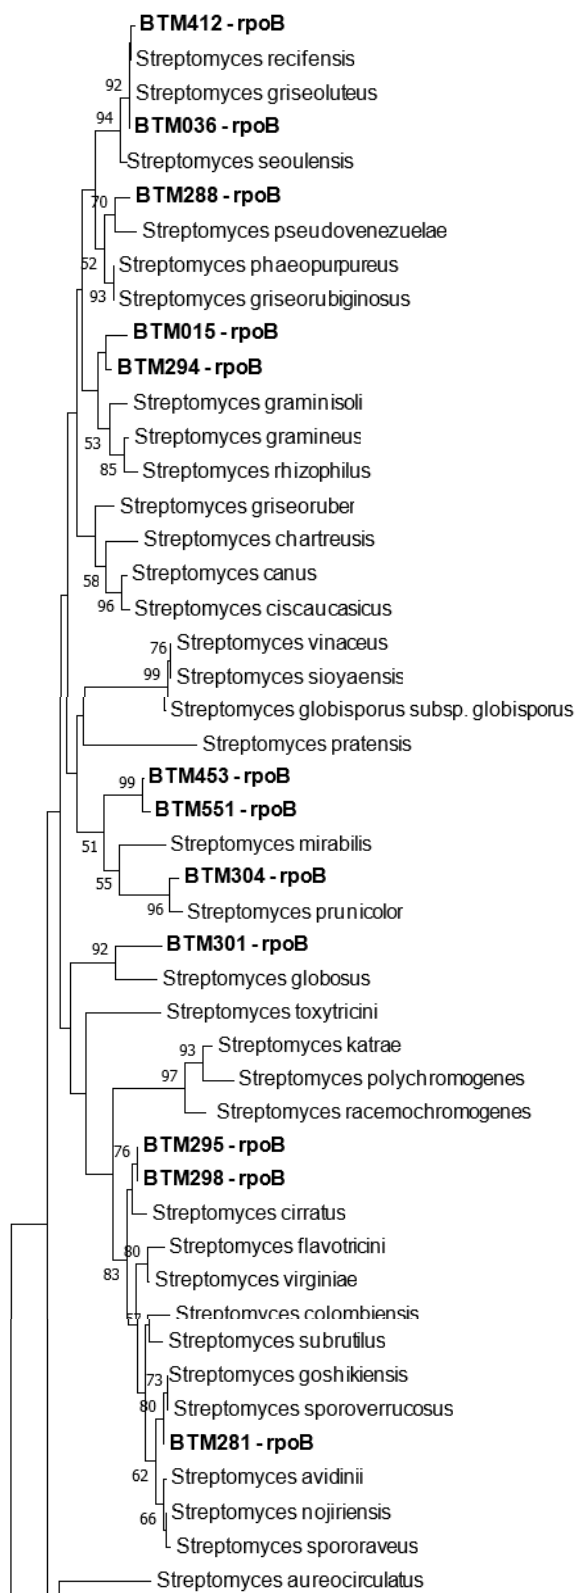 BTM412 - rpoB
Streptomyces recifensis
92
Streptomyces griseoluteus
94
BTM036 - rpoB
Streptomyces seoulensis
BTM288 - rpoB
70
Streptomyces pseudovenezuelae
52
Streptomyces phaeopurpureus
93
Streptomyces griseorubiginosus
BTM015 - rpoB
BTM294 - rpoB
Streptomyces graminisoli
53
Streptomyces gramineus
85
Streptomyces rhizophilus
Streptomyces griseoruber
Streptomyces chartreusis
58
Streptomyces canus
96
Streptomyces ciscaucasicus
76
Streptomyces vinaceus
99
Streptomyces sioyaensis
Streptomyces globisporus subsp. globisporus
Streptomyces pratensis
99
BTM453 - rpoB
BTM551 - rpoB
51
Streptomyces mirabilis
55
BTM304 - rpoB
96
Streptomyces prunicolor
92
BTM301 - rpoB
Streptomyces globosus
Streptomyces toxytricini
93
Streptomyces katrae
97
Streptomyces polychromogenes
Streptomyces racemochromogenes
76
BTM295 - rpoB
BTM298 - rpoB
Streptomyces cirratus
80
Streptomyces flavotricini
83
Streptomyces virginiae
Streptomyces colombiensis
Streptomyces subrutilus
73
Streptomyces goshikiensis
80
Streptomyces sporoverrucosus
BTM281 - rpoB
62
Streptomyces avidinii
66
Streptomyces nojiriensis
Streptomyces spororaveus
Streptomyces aureocirculatus